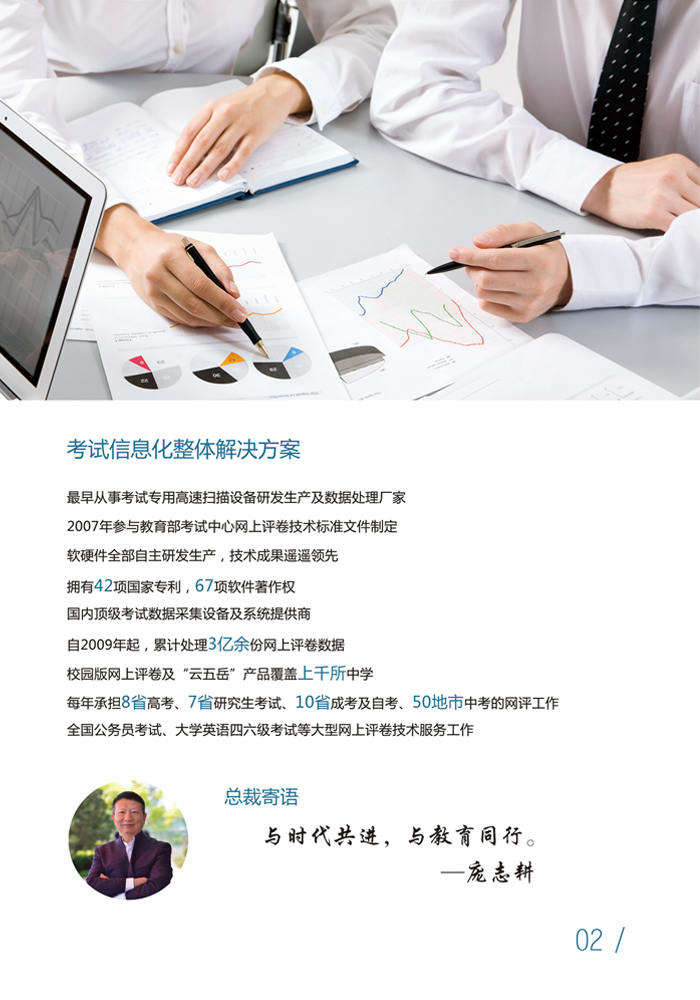 考试信息化整体解决方案
最早从事考试专用高速扫描设备研发生产及数据处理厂家
2007年参与教育部考试中心网上评卷技术标准文件制定
软硬件全部自主研发生产，技术成果遥遥领先
拥有42项国家专利，67项软件著作权
国内顶级考试数据采集设备及系统提供商
自2009年起，累计处理3亿余份网上评卷数据
校园版网上评卷及“云五岳”产品覆盖上千所中学
每年承担8省高考、7省研究生考试、10省成考及自考、50地市中考的网评工作
全国公务员考试、大学英语四六级考试等大型网上评卷技术服务工作
总裁寄语
与时代共进，与教育同行。
—庞志耕
02 /